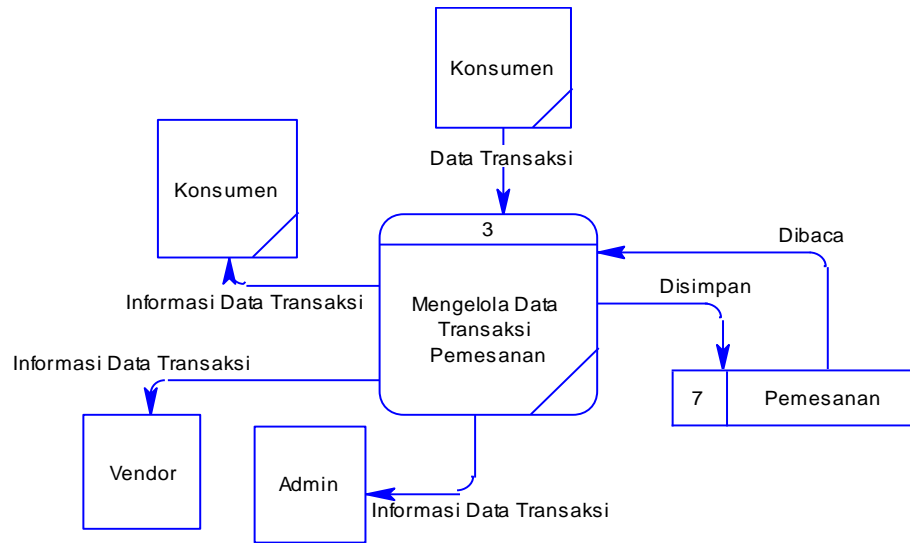 Konsumen
Data Transaksi
Konsumen
3
Dibaca
Disimpan
Informasi Data Transaksi
Mengelola Data
Transaksi
Pemesanan
Informasi Data Transaksi
7
Pemesanan
Vendor
Admin
Informasi Data Transaksi